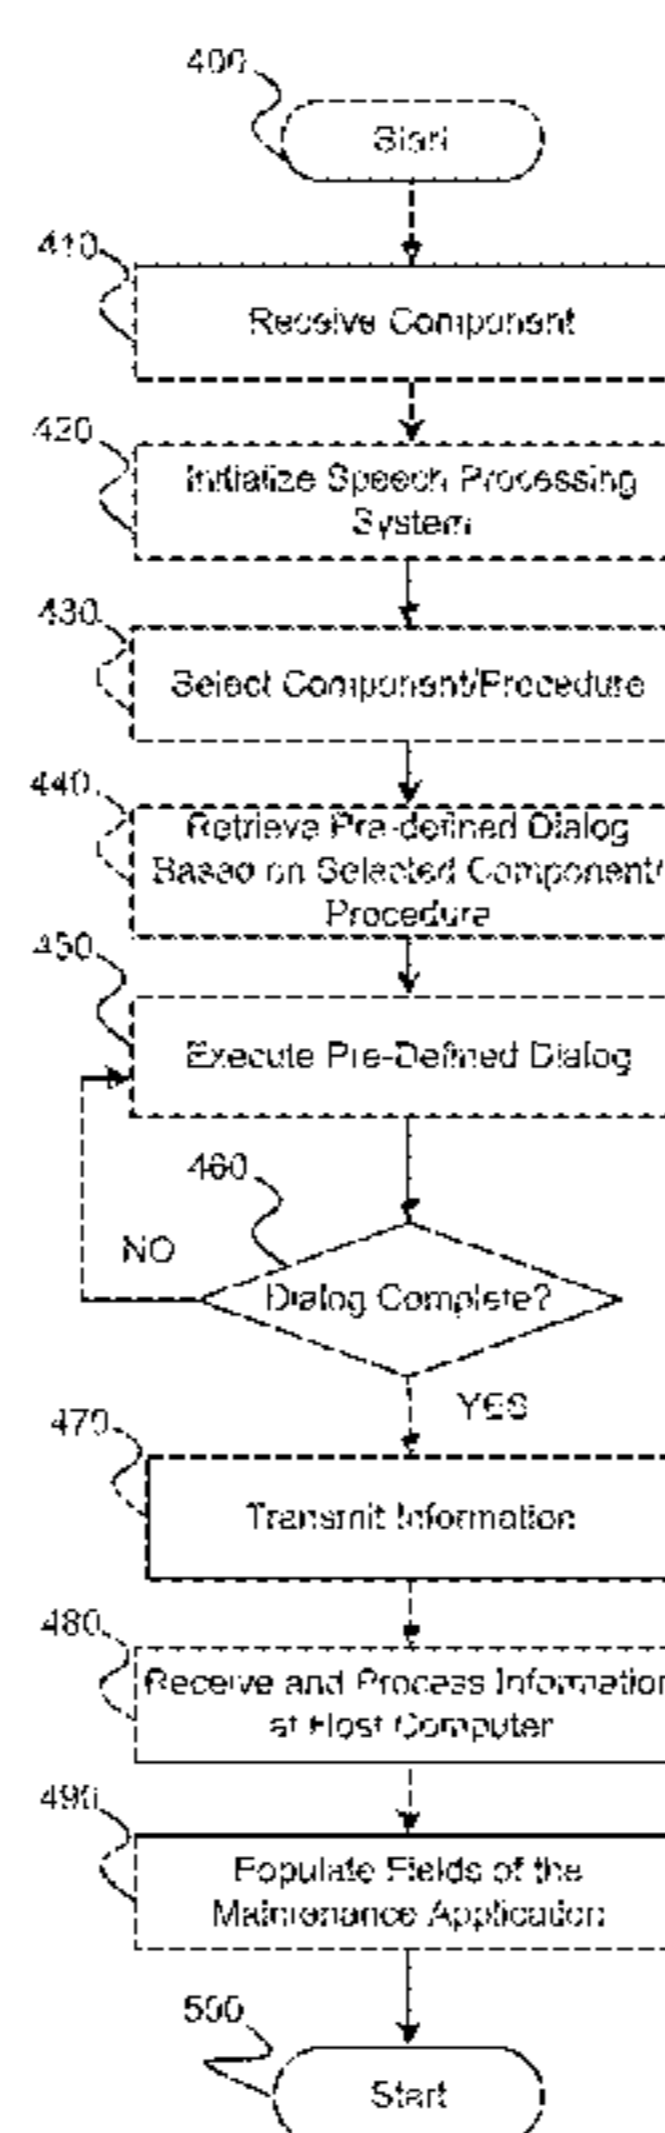 400
Start
410
Receive Component
420
Initialize Speech Processing
System
430
Select Component/Procedure
440
Retrieve Pre-defined Dialog
Based on Selected Component/
Procedure
450
Execute Pre-Defined Dialog
460
NO
Dialog Complete?
YES
470
Transmit Information
480
Receive and Process Information
at Host Computer
Populate Fields of the
Maintenance Application
500
Start